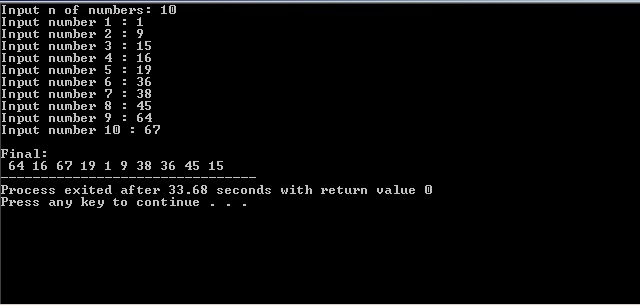 Input n of numbers: 10
Input number 1 : 1
Input number 2 : 9
Input number 3 : 15
Input number 4 : 16
Input number 5 : 19
Input number 6 : 36
Input number 7 : 38
Input number 8 : 45
Input number 9 : 64
Input number 10 : 67
Final:
64 16 67 19 1 9 38 36 45 15
--------------------------------
Process exited after 33.68 seconds with return value 0
Press any key to continue . . .